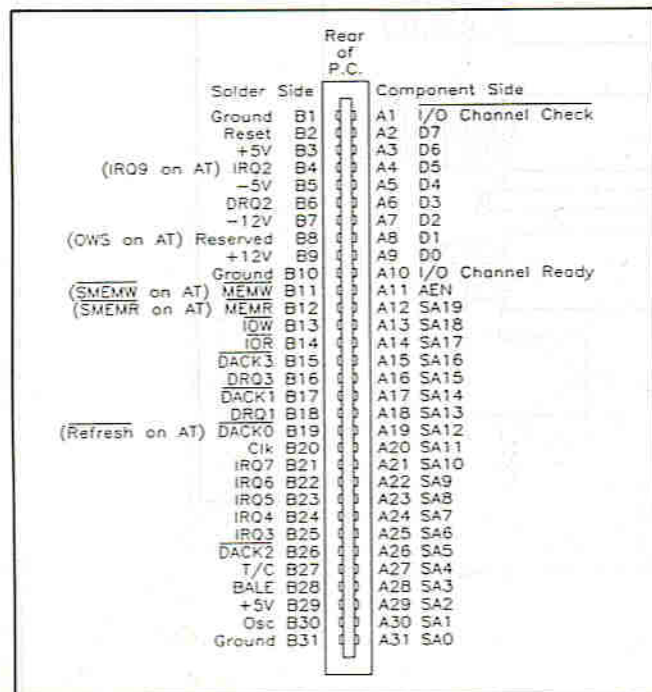 Rear
of
P.C.
Solder Side Component Side
Ground B1 A1 I/O Channel Check
Reset B2 A2 D7
+5V B3 A3 D6
(IRQ9 on AT) IRQ2 B4 A4 D5
-5V B5 A5 D4
DRQ2 B6 A6 D3
-12V B7 A7 D2
(OWS on AT) Reserved B8 A8 D1
+12V B9 A9 D0
Ground B10 A10 I/O Channel Ready
(SMEMW on AT) MEMW B11 A11 AEN
(SMEMR on AT) MEMR B12 A12 SA19
IOW B13 A13 SA18
IOR B14 A14 SA17
DACK3 B15 A15 SA16
DRQ3 B16 A16 SA15
DACK1 B17 A17 SA14
DRQ1 B18 A18 SA13
(Refresh on AT) DACK0 B19 A19 SA12
Clk B20 A20 SA11
IRQ7 B21 A21 SA10
IRQ6 B22 A22 SA9
IRQ5 B23 A23 SA8
IRQ4 B24 A24 SA7
IRQ3 B25 A25 SA6
DACK2 B26 A26 SA5
T/C B27 A27 SA4
BALE B28 A28 SA3
+5V B29 A29 SA2
Osc B30 A30 SA1
Ground B31 A31 SA0